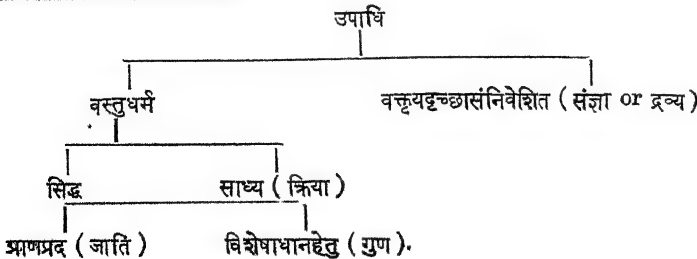 उपाधि
वस्तुधर्म वक्तृयदृच्छासंनिवेशित ( संज्ञा or द्रव्य )
सिद्ध साध्य ( क्रिया )
प्राणप्रद ( जाति ) विशेषाधानहेतु ( गुण ).